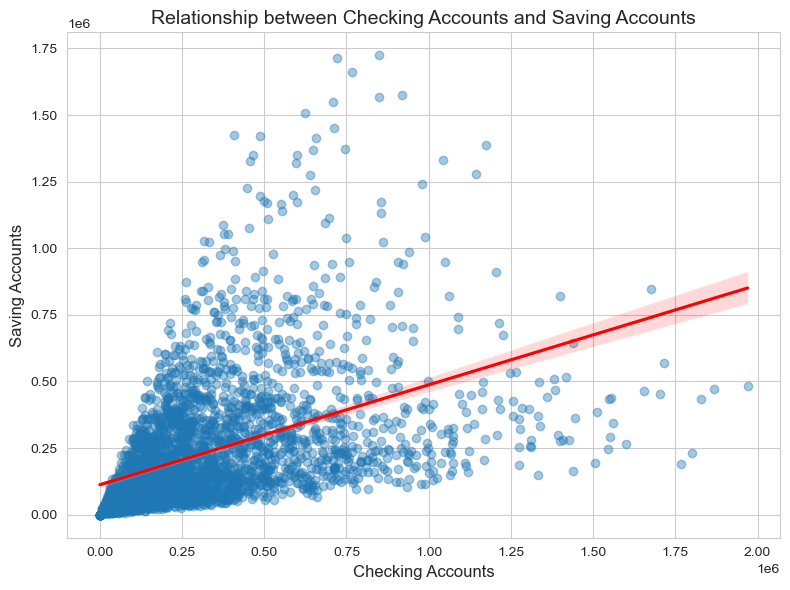 Relationship between Checking Accounts and Saving Accounts
1e6
1.75
1.50
1.25
1.00
0.75
0.50
0.25
0.00
Saving Accounts
0.00 0.25 0.50 0.75 1.00 1.25 1.50 1.75 2.00
1e6
Checking Accounts